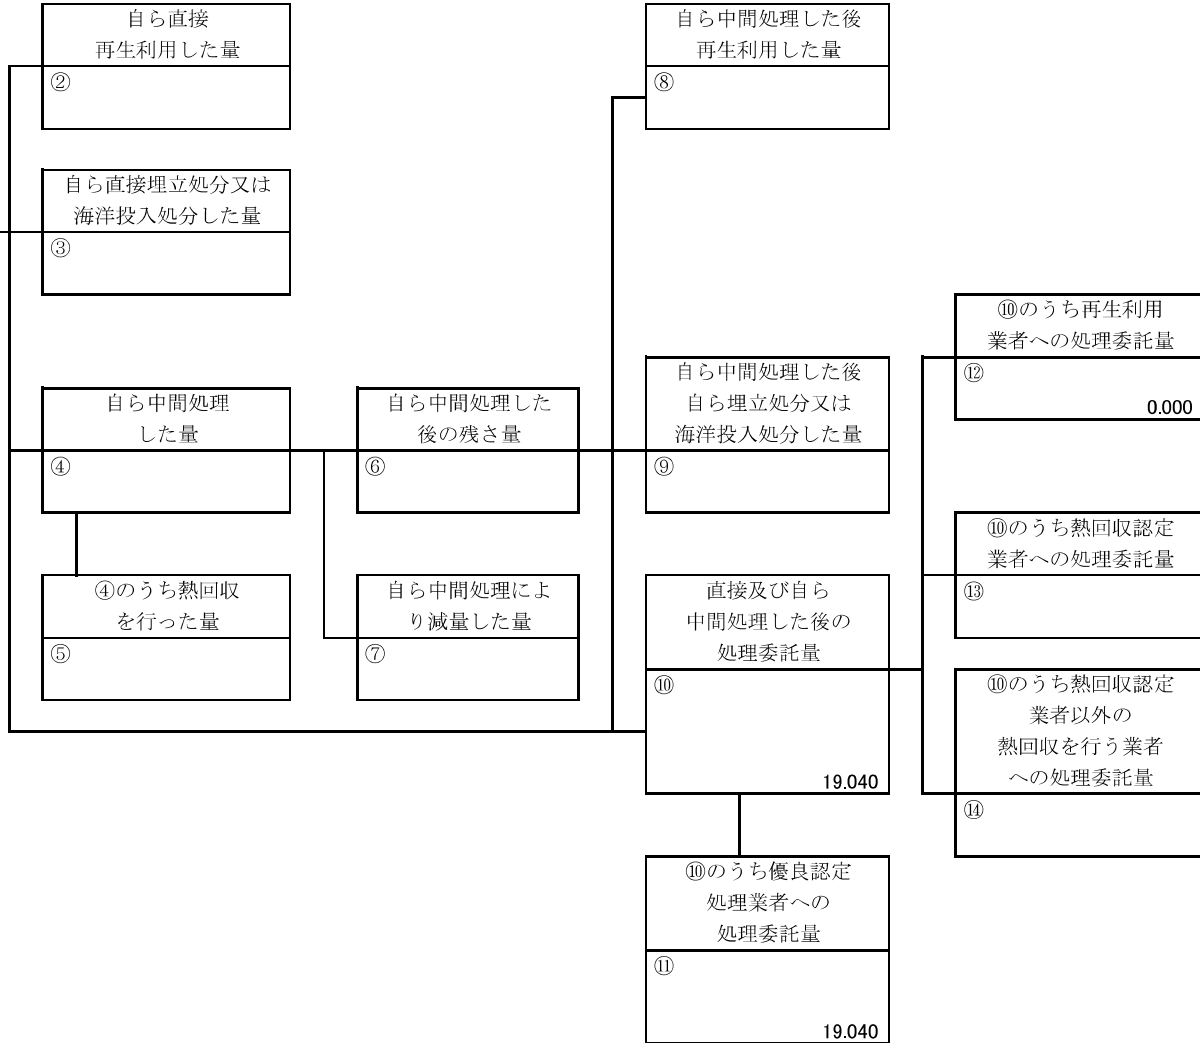 自ら直接
再生利用した量
②
自ら直接埋立処分又は
海洋投入処分した量
③
自ら中間処理
した量
④
④のうち熱回収
を行った量
⑤
自ら中間処理した
後の残さ量
⑥
自ら中間処理によ
り減量した量
⑦
自ら中間処理した後
再生利用した量
⑧
自ら中間処理した後
自ら埋立処分又は
海洋投入処分した量
⑨
直接及び自ら
中間処理した後の
処理委託量
⑩
19.040
⑩のうち優良認定
処理業者への
処理委託量
⑪
19.040
⑩のうち再生利用
業者への処理委託量
⑫
0.000
⑩のうち熱回収認定
業者への処理委託量
⑬
⑩のうち熱回収認定
業者以外の
熱回収を行う業者
への処理委託量
⑭